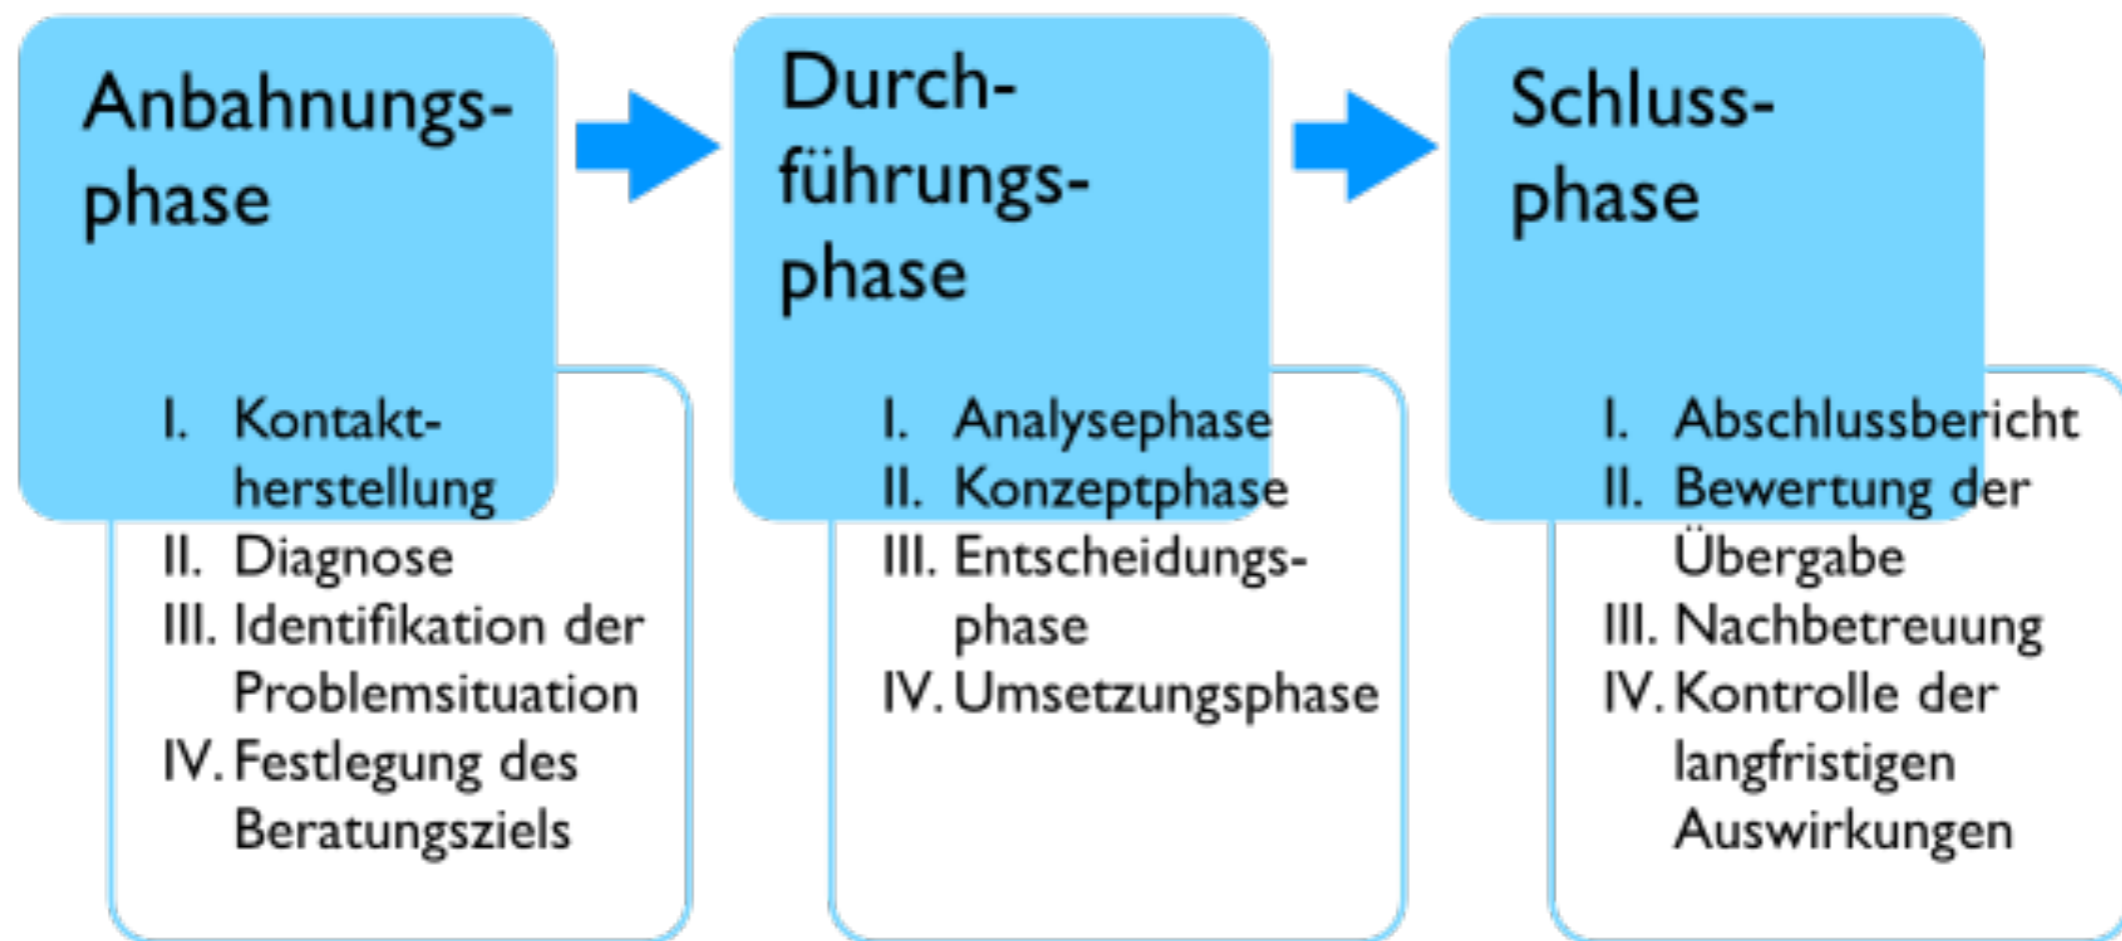 Anbahnungs-
phase
I. Kontakt-
herstellung
II. Diagnose
III. Identifikation der
Problemsituation
IV. Festlegung des
Beratungsziels
Durch-
führungs-
phase
I. Analysephase
II. Konzeptphase
III. Entscheidungs-
phase
IV. Umsetzungsphase
Schluss-
phase
I. Abschlussbericht
II. Bewertung der
Übergabe
III. Nachbetreuung
IV. Kontrolle der
langfristigen
Auswirkungen